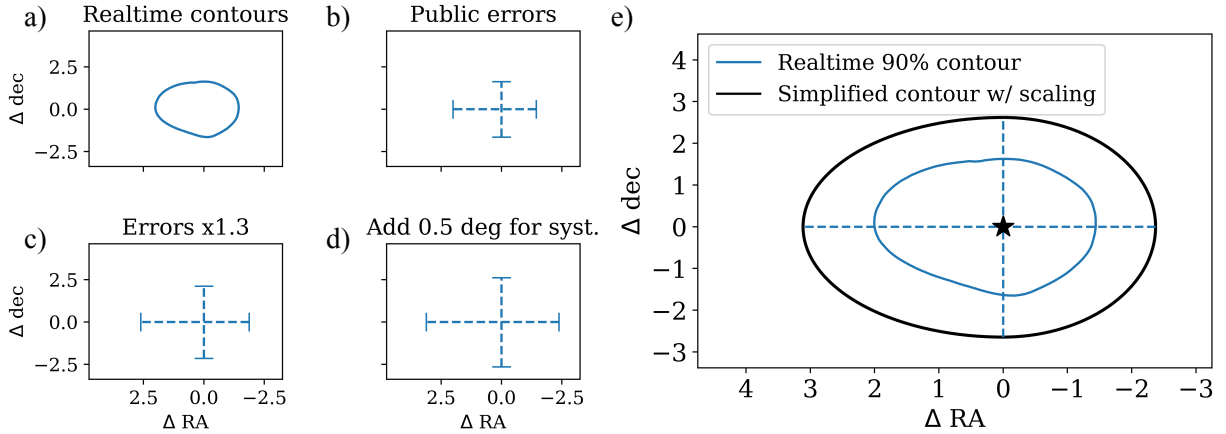 a) Realtime contours
Δ dec
2.5
0.0
−2.5
b) Public errors
c) Errors x1.3
Δ dec
2.5
0.0
−2.5
2.5 0.0 −2.5
Δ RA
d) Add 0.5 deg for syst.
2.5 0.0 −2.5
Δ RA
e)
Realtime 90% contour
Simplified contour w/ scaling
Δ dec
4
3
2
1
0
−1
−2
−3
4 3 2 1 0 −1 −2 −3
Δ RA